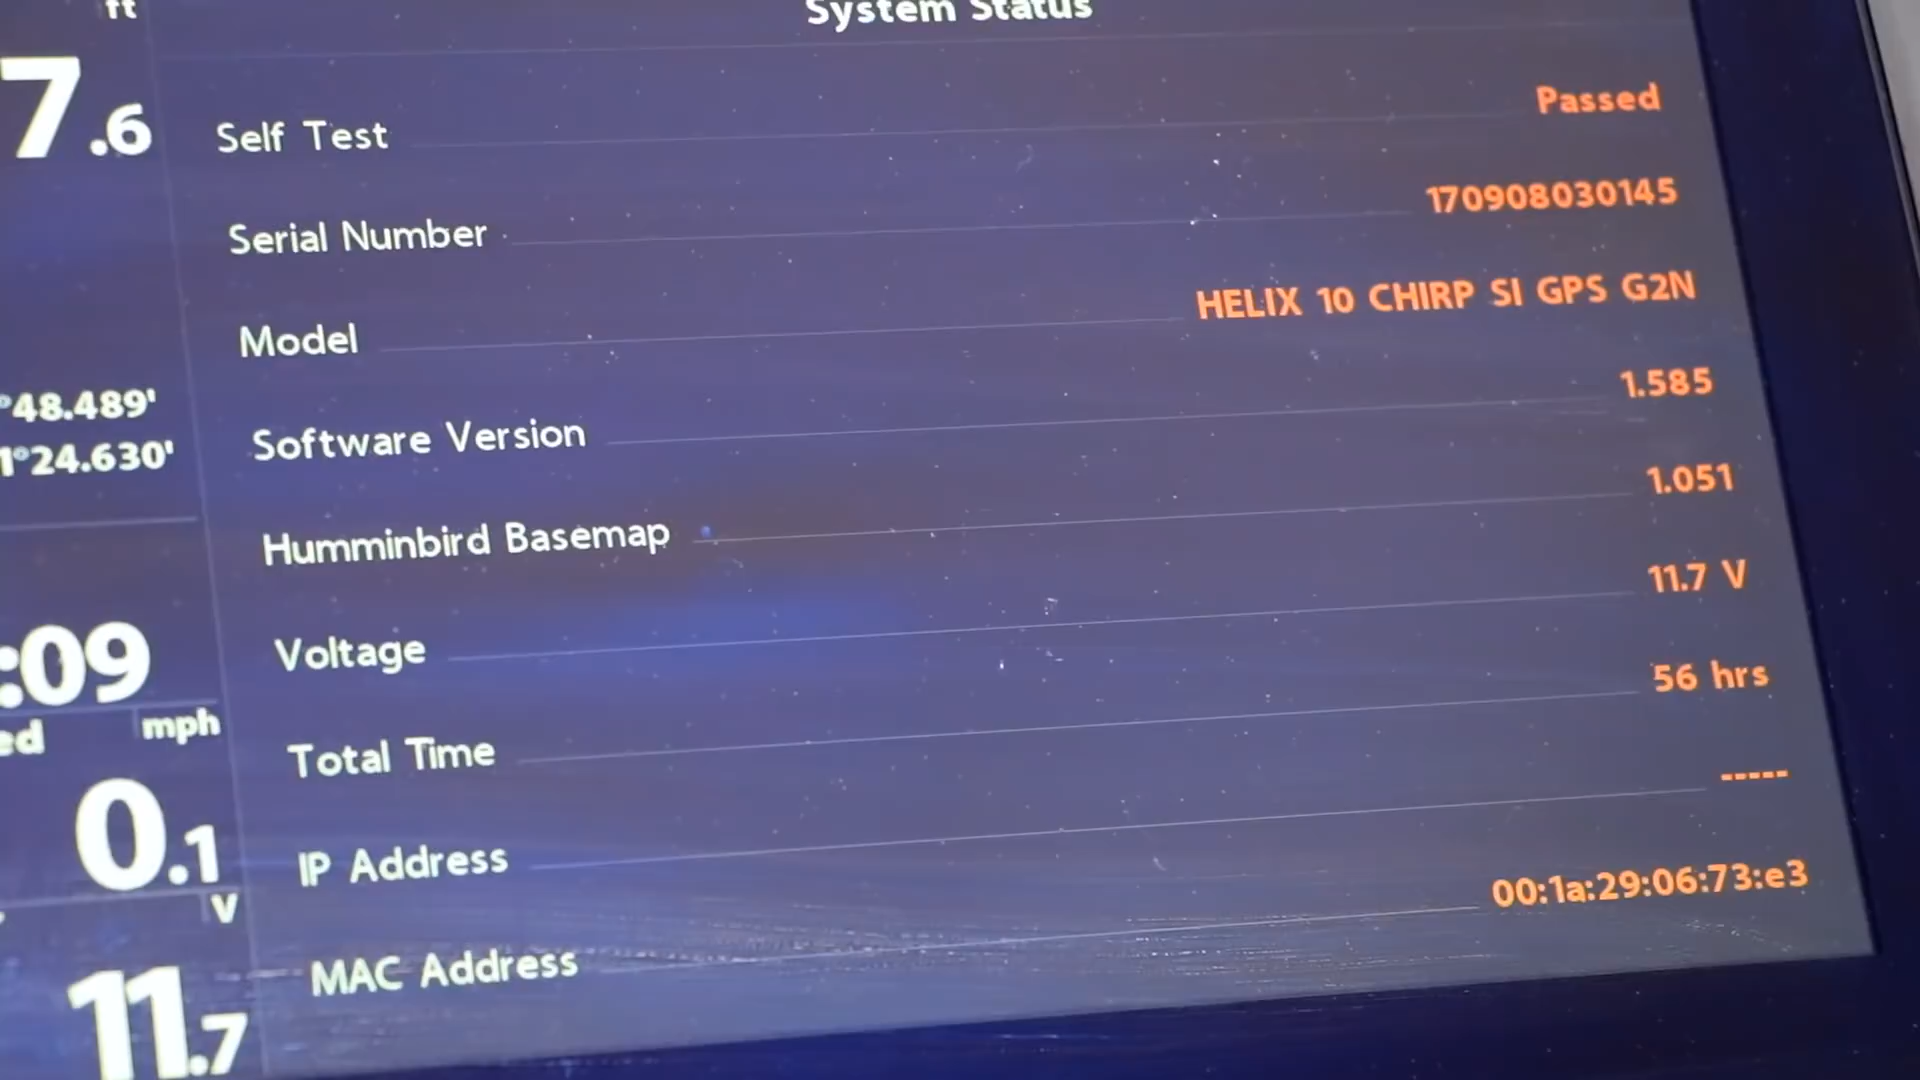 ft
7.6
°48.489'
1°24.630'
:09
ed mph
0.1
V
11.7
System Status
Self Test Passed
Serial Number 170908030145
Model HELIX 10 CHIRP SI GPS G2N
Software Version 1.585
Humminbird Basemap 1.051
Voltage 11.7 V
Total Time 56 hrs
IP Address -----
MAC Address 00:1a:29:06:73:e3